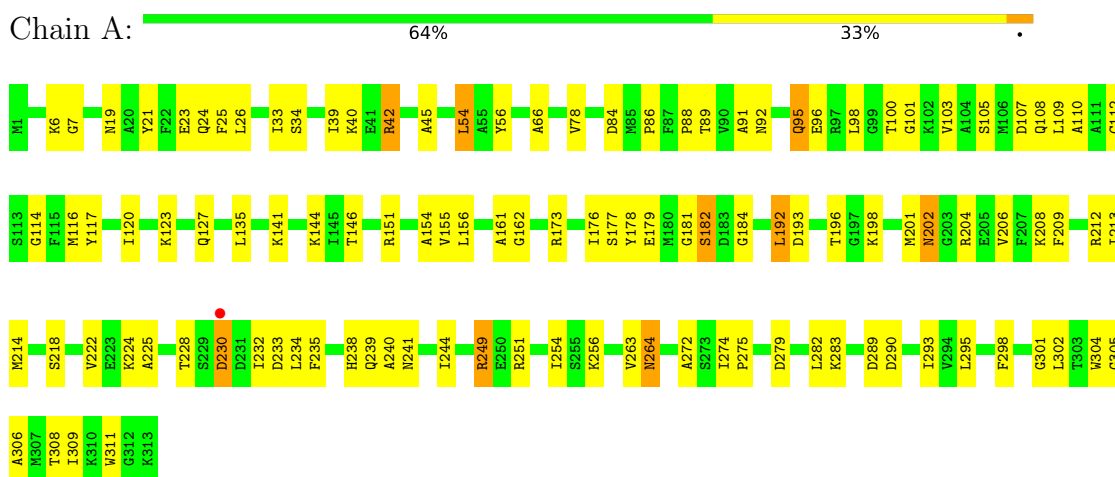 Chain A:
64% 33% •
M1 K6 G7 N19 A20 Y21 F22 E23 Q24 F25 L26 I33 S34 I39 K40 E41 R42 A45 L54 A55 Y56 A66 V78 D84 M85 P86 F87 P88 T89 V90 A91 N92 Q95 E96 R97 L98 G99 T100 G101 K102 V103 A104 S105 M106 D107 Q108 L109 A110 A111 G112
S113 G114 F115 M116 Y117 I120 K123 Q127 L135 K141 K144 I145 T146 R151 A154 V155 L156 A161 G162 R173 I176 S177 Y178 E179 M180 G181 S182 D183 G184 L192 D193 T196 G197 K198 M201 N202 G203 R204 E205 V206 F207 K208 F209 R212
M214 S218 V222 E223 K224 A225 T228 S229 D230 D231 I232 D233 L234 F235 H238 Q239 A240 N241 I244 R249 E250 R251 I254 S255 K256 V263 N264 A272 S273 I274 P275 D279 L282 K283 D289 D290 I293 V294 L295 F298 G301 L302 T303 W304 G305
A306 M307 T308 I309 K310 W311 G312 K313